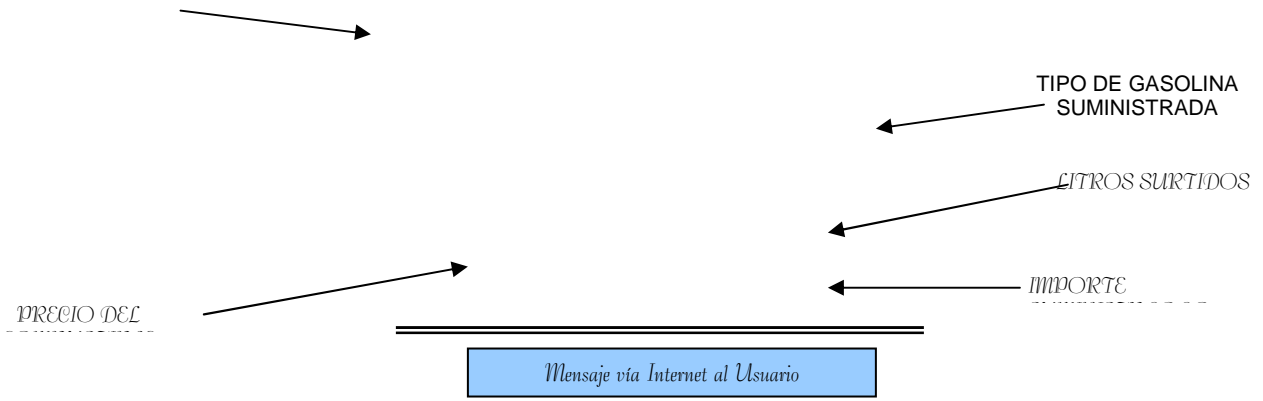 TIPO DE GASOLINA
SUMINISTRADA
LITROS SURTIDOS
IMPORTE
PRECIO DEL
Mensaje vía Internet al Usuario